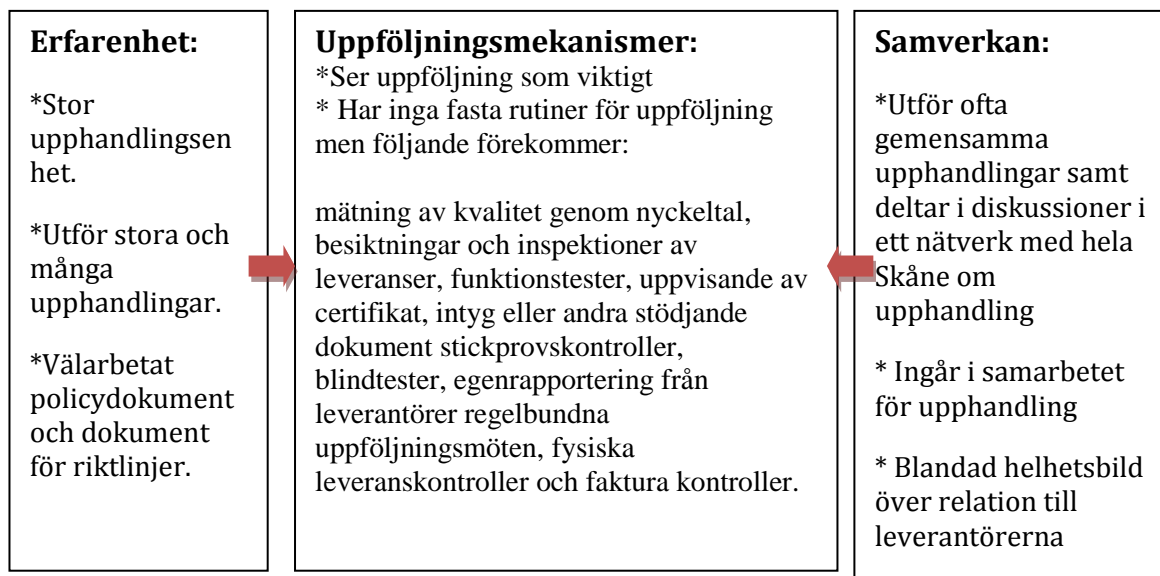 Erfarenhet:
*Stor
upphandlingsen
het.
*Utför stora och
många
upphandlingar.
*Välarbetat
policydokument
och dokument
för riktlinjer.
Uppföljningsmekanismer:
*Ser uppföljning som viktigt
* Har inga fasta rutiner för uppföljning
men följande förekommer:
mätning av kvalitet genom nyckeltal,
besiktningar och inspektioner av
leveranser, funktionstester, uppvisande av
certifikat, intyg eller andra stödjande
dokument stickprovskontroller,
blindtester, egenrapportering från
leverantörer regelbundna
uppföljningsmöten, fysiska
leveranskontroller och faktura kontroller.
Samverkan:
*Utför ofta
gemensamma
upphandlingar samt
deltar i diskussioner i
ett nätverk med hela
Skåne om
upphandling
* Ingår i samarbetet
för upphandling
* Blandad helhetsbild
över relation till
leverantörerna